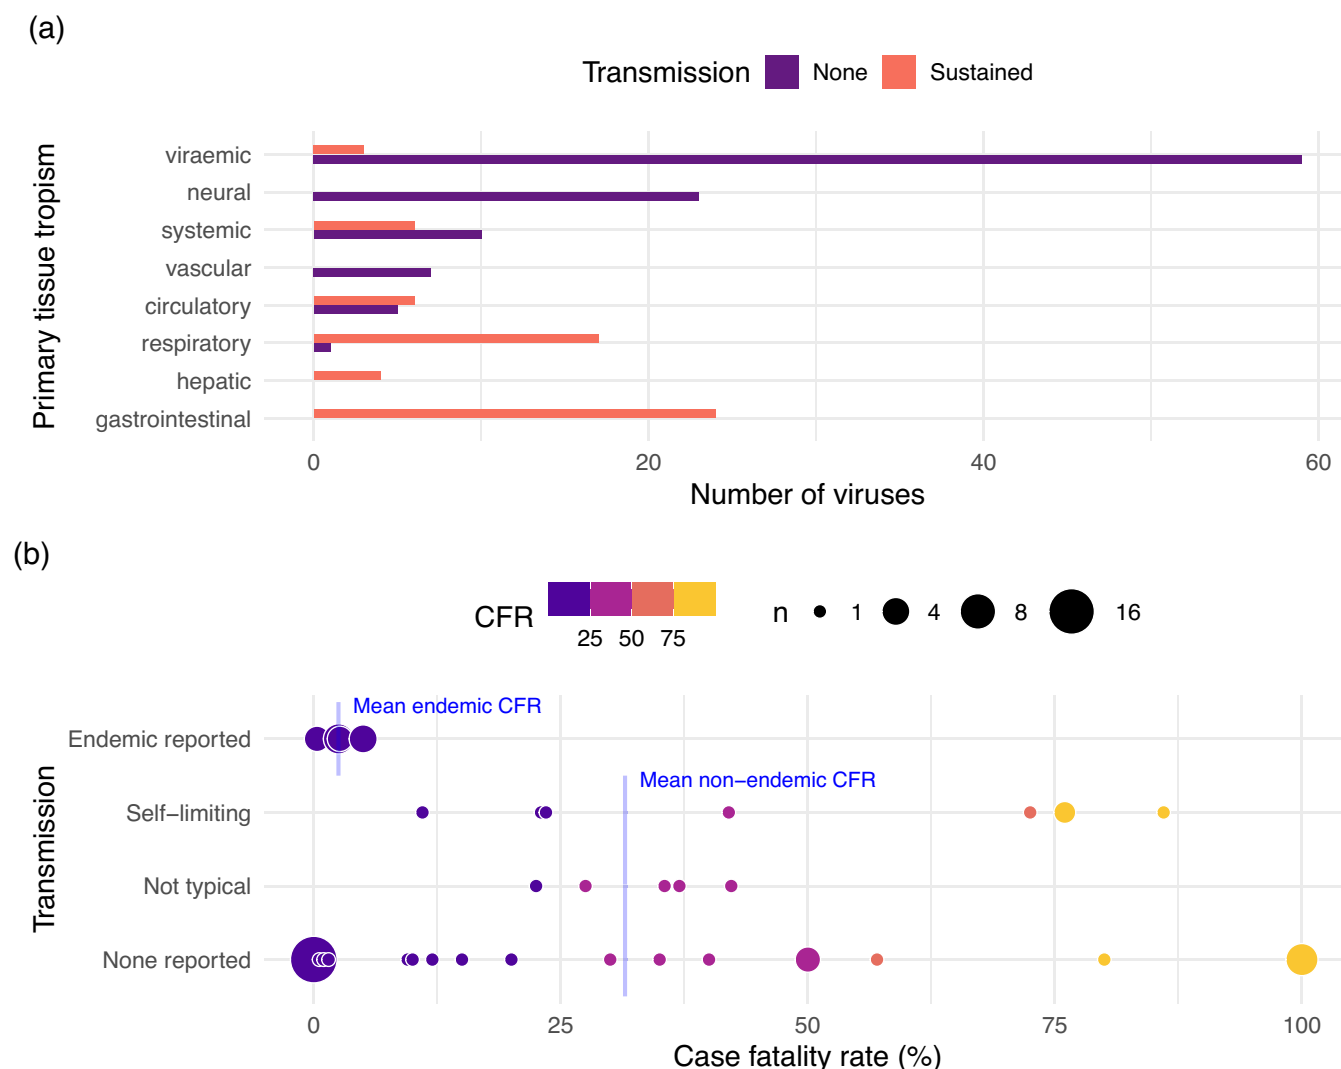 (a)
Transmission None Sustained
Primary tissue tropism
viraemic
neural
systemic
vascular
circulatory
respiratory
hepatic
gastrointestinal
0 20 40 60
Number of viruses
(b)
CFR 25 50 75 n 1 4 8 16
Mean endemic CFR
Mean non−endemic CFR
Transmission
Endemic reported
Self−limiting
Not typical
None reported
0 25 50 75 100
Case fatality rate (%)